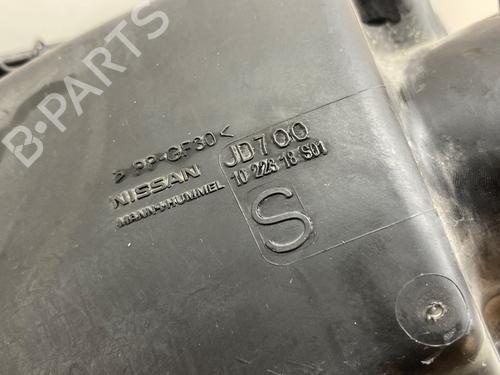 B-PARTS
>PP-GF30<
NISSAN
MANN+HUMMEL
JD700
10 223-18 S01
S